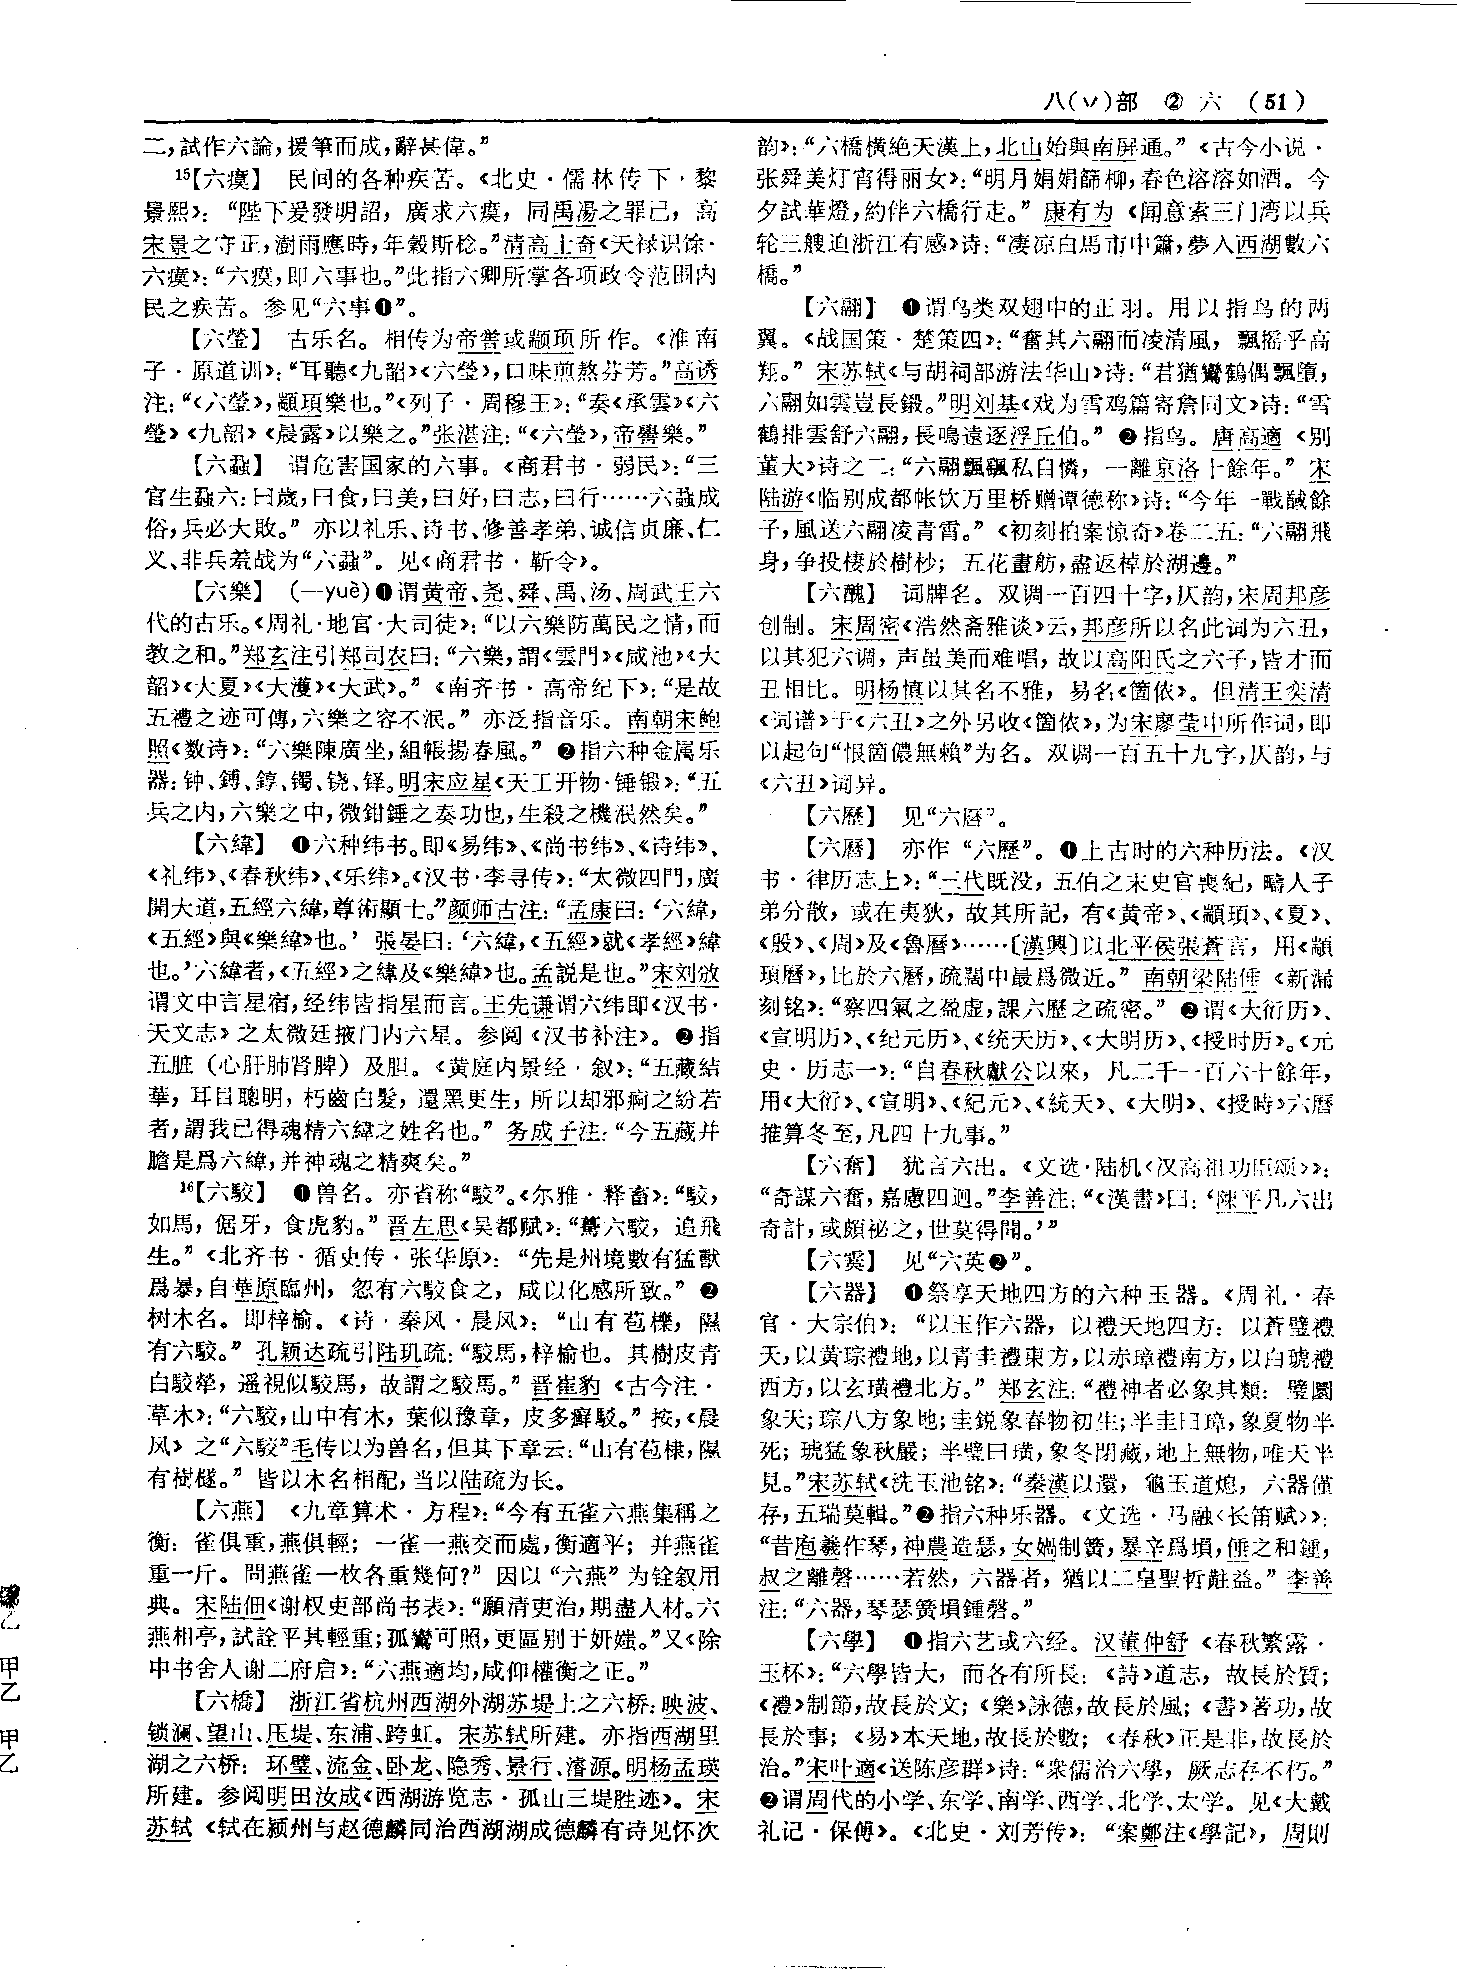 八(丷)部 ② 六 (51)
二,試作六論,援筆而成,辭甚偉。”
15【六瘼】 民间的各种疾苦。《北史·儒林传下·黎
景熙》：“陛下爰發明詔，廣求六瘼，同禹湯之罪己，高
宋景之守正,澍雨應時,年穀斯稔。”清高士奇《天禄识馀·
六瘼》：“六瘼,即六事也。”此指六卿所掌各项政令范围内
民之疾苦。参见“六事❶”。
【六瑩】 古乐名。相传为帝喾或颛顼所作。《淮南
子·原道训》：“耳聽《九韶》《六瑩》,口味煎熬芬芳。”高诱
注：“《六瑩》,顓頊樂也。”《列子·周穆王》：“奏《承雲》《六
瑩》《九韶》《晨露》以樂之。”张湛注：“《六瑩》,帝嚳樂。”
【六蝨】 谓危害国家的六事。《商君书·弱民》：“三
官生蝨六：曰歲,曰食,曰美,曰好,曰志,曰行……六蝨成
俗,兵必大敗。” 亦以礼乐、诗书、修善孝弟、诚信贞廉、仁
义、非兵羞战为“六蝨”。见《商君书·靳令》。
【六樂】 (—yuè)❶谓黄帝、尧、舜、禹、汤、周武王六
代的古乐。《周礼·地官·大司徒》：“以六樂防萬民之情,而
教之和。”郑玄注引郑司农曰：“六樂,謂《雲門》《咸池》《大
韶》《大夏》《大濩》《大武》。” 《南齐书·高帝纪下》：“是故
五禮之迹可傳,六樂之容不泯。” 亦泛指音乐。南朝宋鲍
照《数诗》：“六樂陳廣坐,組帳揚春風。” ❷指六种金属乐
器：钟、鎛、錞、镯、铙、铎。明宋应星《天工开物·锤锻》：“五
兵之内,六樂之中,微鉗錘之奏功也,生殺之機泯然矣。”
【六緯】 ❶六种纬书。即《易纬》、《尚书纬》、《诗纬》、
《礼纬》、《春秋纬》、《乐纬》。《汉书·李寻传》：“太微四門,廣
開大道,五經六緯,尊術顯士。”颜师古注：“孟康曰：‘六緯,
《五經》與《樂緯》也。’ 張晏曰：‘六緯,《五經》就《孝經》緯
也。’六緯者,《五經》之緯及《樂緯》也。孟説是也。”宋刘攽
谓文中言星宿,经纬皆指星而言。王先谦谓六纬即《汉书·
天文志》之太微廷掖门内六星。参阅《汉书补注》。❷指
五脏（心肝肺肾脾）及胆。《黄庭内景经·叙》：“五藏結
華，耳目聰明，朽齒白髮，還黑更生，所以却邪痾之紛若
者,謂我已得魂精六緯之姓名也。” 务成子注：“今五藏并
膽是爲六緯,并神魂之精爽矣。”
16【六駮】 ❶兽名。亦省称“駮”。《尔雅·释畜》：“駮,
如馬，倨牙，食虎豹。” 晋左思《吴都赋》：“驀六駮，追飛
生。” 《北齐书·循吏传·张华原》：“先是州境數有猛獸
爲暴,自華原臨州，忽有六駮食之，咸以化感所致。” ❷
树木名。即梓榆。《诗·秦风·晨风》：“山有苞櫟，隰
有六駮。” 孔颖达疏引陆玑疏：“駮馬,梓榆也。其樹皮青
白駮犖，遥視似駮馬，故謂之駮馬。” 晋崔豹《古今注·
草木》：“六駮,山中有木，葉似豫章，皮多癬駁。” 按,《晨
风》之“六駮”毛传以为兽名,但其下章云：“山有苞棣,隰
有樹檖。” 皆以木名相配,当以陆疏为长。
【六燕】 《九章算术·方程》：“今有五雀六燕集稱之
衡：雀俱重,燕俱輕；一雀一燕交而處,衡適平；并燕雀
重一斤。問燕雀一枚各重幾何?” 因以“六燕”为铨叙用
典。宋陆佃《谢权吏部尚书表》：“願清吏治,期盡人材。六
燕相亭,試詮平其輕重;孤鸞可照,更區别于妍媸。”又《除
中书舍人谢二府启》：“六燕適均,咸仰權衡之正。”
【六橋】 浙江省杭州西湖外湖苏堤上之六桥：映波、
锁澜、望山、压堤、东浦、跨虹。宋苏轼所建。亦指西湖里
湖之六桥：环璧、流金、卧龙、隐秀、景行、濬源。明杨孟瑛
所建。参阅明田汝成《西湖游览志·孤山三堤胜迹》。宋
苏轼《轼在颍州与赵德麟同治西湖湖成德麟有诗见怀次
韵》：“六橋橫絶天漢上,北山始與南屏通。” 《古今小说·
张舜美灯宵得丽女》：“明月娟娟篩柳,春色溶溶如酒。今
夕試華燈,約伴六橋行走。” 康有为《闻意索三门湾以兵
轮三艘迫浙江有感》诗：“凄凉白馬市中簫,夢入西湖數六
橋。”
【六翮】 ❶谓鸟类双翅中的正羽。用以指鸟的两
翼。《战国策·楚策四》：“奮其六翮而凌清風，飄摇乎高
翔。” 宋苏轼《与胡祠部游法华山》诗：“君猶鸞鶴偶飄墮,
六翮如雲豈長鎩。”明刘基《戏为雪鸡篇寄詹同文》诗：“雪
鶴排雲舒六翮,長鳴遠逐浮丘伯。” ❷指鸟。唐高適《别
董大》诗之二：“六翮飄飖私自憐，一離京洛十餘年。” 宋
陆游《临别成都帐饮万里桥赠谭德称》诗：“今年一戰馘餘
子,風送六翮凌青霄。” 《初刻拍案惊奇》卷二五：“六翮飛
身,争投棲於樹杪；五花畫舫,盡返棹於湖邊。”
【六醜】 词牌名。双调一百四十字,仄韵,宋周邦彦
创制。宋周密《浩然斋雅谈》云,邦彦所以名此词为六丑,
以其犯六调，声虽美而难唱，故以高阳氏之六子,皆才而
丑相比。明杨慎以其名不雅，易名《箇侬》。但清王奕清
《词谱》于《六丑》之外另收《箇侬》,为宋廖莹中所作词,即
以起句“恨箇儂無賴”为名。双调一百五十九字,仄韵,与
《六丑》词异。
【六歷】 见“六曆”。
【六曆】 亦作“六歷”。❶上古时的六种历法。《汉
书·律历志上》：“三代既没，五伯之末史官喪紀，疇人子
弟分散，或在夷狄，故其所記，有《黄帝》、《顓頊》、《夏》、
《殷》、《周》及《魯曆》……〔漢興〕以北平侯張蒼言，用《顓
頊曆》,比於六曆,疏闊中最爲微近。” 南朝梁陆倕《新漏
刻铭》：“察四氣之盈虚,課六歷之疏密。” ❷谓《大衍历》、
《宣明历》、《纪元历》、《统天历》、《大明历》、《授时历》。《元
史·历志一》：“自春秋獻公以來，凡二千一百六十餘年,
用《大衍》、《宣明》、《紀元》、《統天》、《大明》、《授時》六曆
推算冬至,凡四十九事。”
【六奮】 犹言六出。《文选·陆机〈汉高祖功臣颂〉》：
“奇謀六奮,嘉慮四迥。”李善注：“《漢書》曰：‘陳平凡六出
奇計,或頗祕之,世莫得聞。’”
【六霙】 见“六英❷”。
【六器】 ❶祭享天地四方的六种玉器。《周礼·春
官·大宗伯》：“以玉作六器，以禮天地四方：以蒼璧禮
天,以黄琮禮地,以青圭禮東方,以赤璋禮南方,以白琥禮
西方,以玄璜禮北方。” 郑玄注：“禮神者必象其類：璧圜
象天;琮八方象地;圭鋭象春物初生;半圭曰璋,象夏物半
死；琥猛象秋嚴；半璧曰璜,象冬閉藏,地上無物,唯天半
見。”宋苏轼《洗玉池铭》：“秦漢以還，龜玉道熄，六器僅
存,五瑞莫輯。”❷指六种乐器。《文选·马融〈长笛赋〉》：
“昔庖羲作琴,神農造瑟,女媧制簧,暴辛爲塤,倕之和鍾,
叔之離磬……若然，六器者，猶以二皇聖哲黈益。” 李善
注：“六器,琴瑟簧塤鍾磬。”
【六學】 ❶指六艺或六经。汉董仲舒《春秋繁露·
玉杯》：“六學皆大，而各有所長：《詩》道志，故長於質；
《禮》制節,故長於文；《樂》詠德,故長於風；《書》著功,故
長於事；《易》本天地,故長於數；《春秋》正是非,故長於
治。”宋叶適《送陈彦群》诗：“衆儒治六學，厥志存不朽。”
❷谓周代的小学、东学、南学、西学、北学、太学。见《大戴
礼记·保傅》。《北史·刘芳传》：“案鄭注《學記》，周則
甲
乙
甲
乙